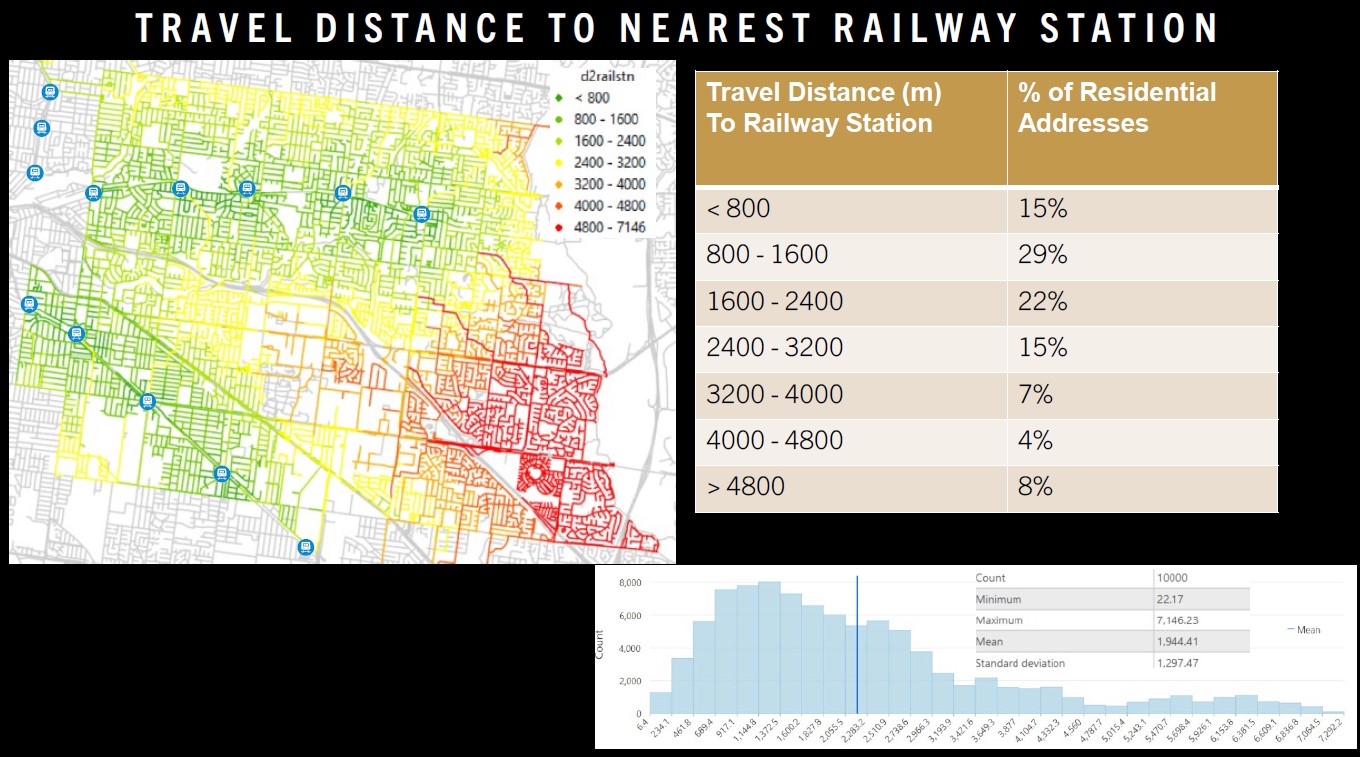 TRAVEL DISTANCE TO NEAREST RAILWAY STATION
d2railstn
< 800
800 - 1600
1600 - 2400
2400 - 3200
3200 - 4000
4000 - 4800
4800 - 7146
Travel Distance (m) % of Residential
To Railway Station Addresses
< 800 15%
800 - 1600 29%
1600 - 2400 22%
2400 - 3200 15%
3200 - 4000 7%
4000 - 4800 4%
> 4800 8%
Count
8,000
6,000
4,000
2,000
0
Count 10000
Minimum 22.17
Maximum 7,146.23
Mean 1,944.41
Standard deviation 1,297.47
Mean
6.4 234.1 461.8 689.4 917.1 1,144.8 1,372.5 1,600.2 1,827.8 2,055.5 2,283.2 2,510.9 2,738.6 2,966.3 3,193.9 3,421.6 3,649.3 3,877 4,104.7 4,332.3 4,560 4,787.7 5,015.4 5,243.1 5,470.7 5,698.4 5,926.1 6,153.8 6,381.5 6,609.1 6,836.8 7,064.5 7,292.2